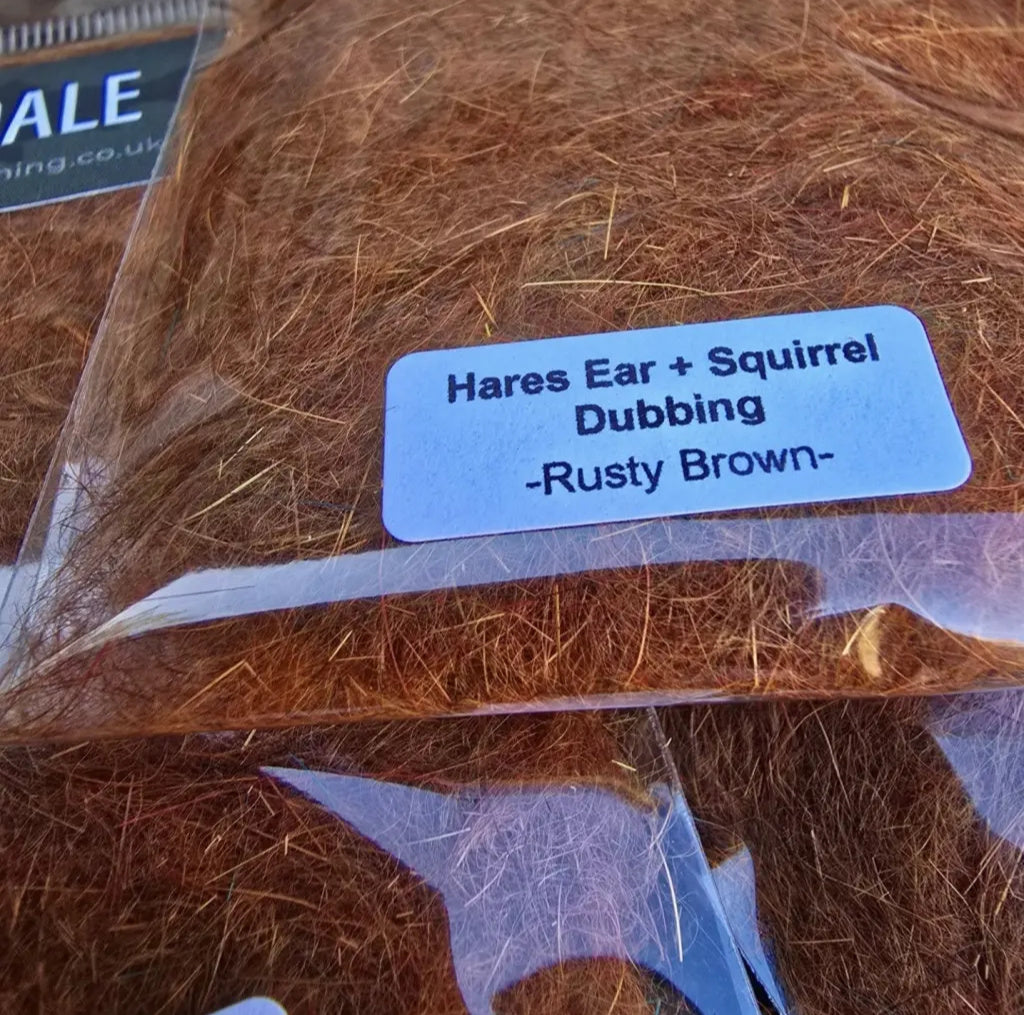 ALE
hing.co.uk
Hares Ear + Squirrel
Dubbing
-Rusty Brown-